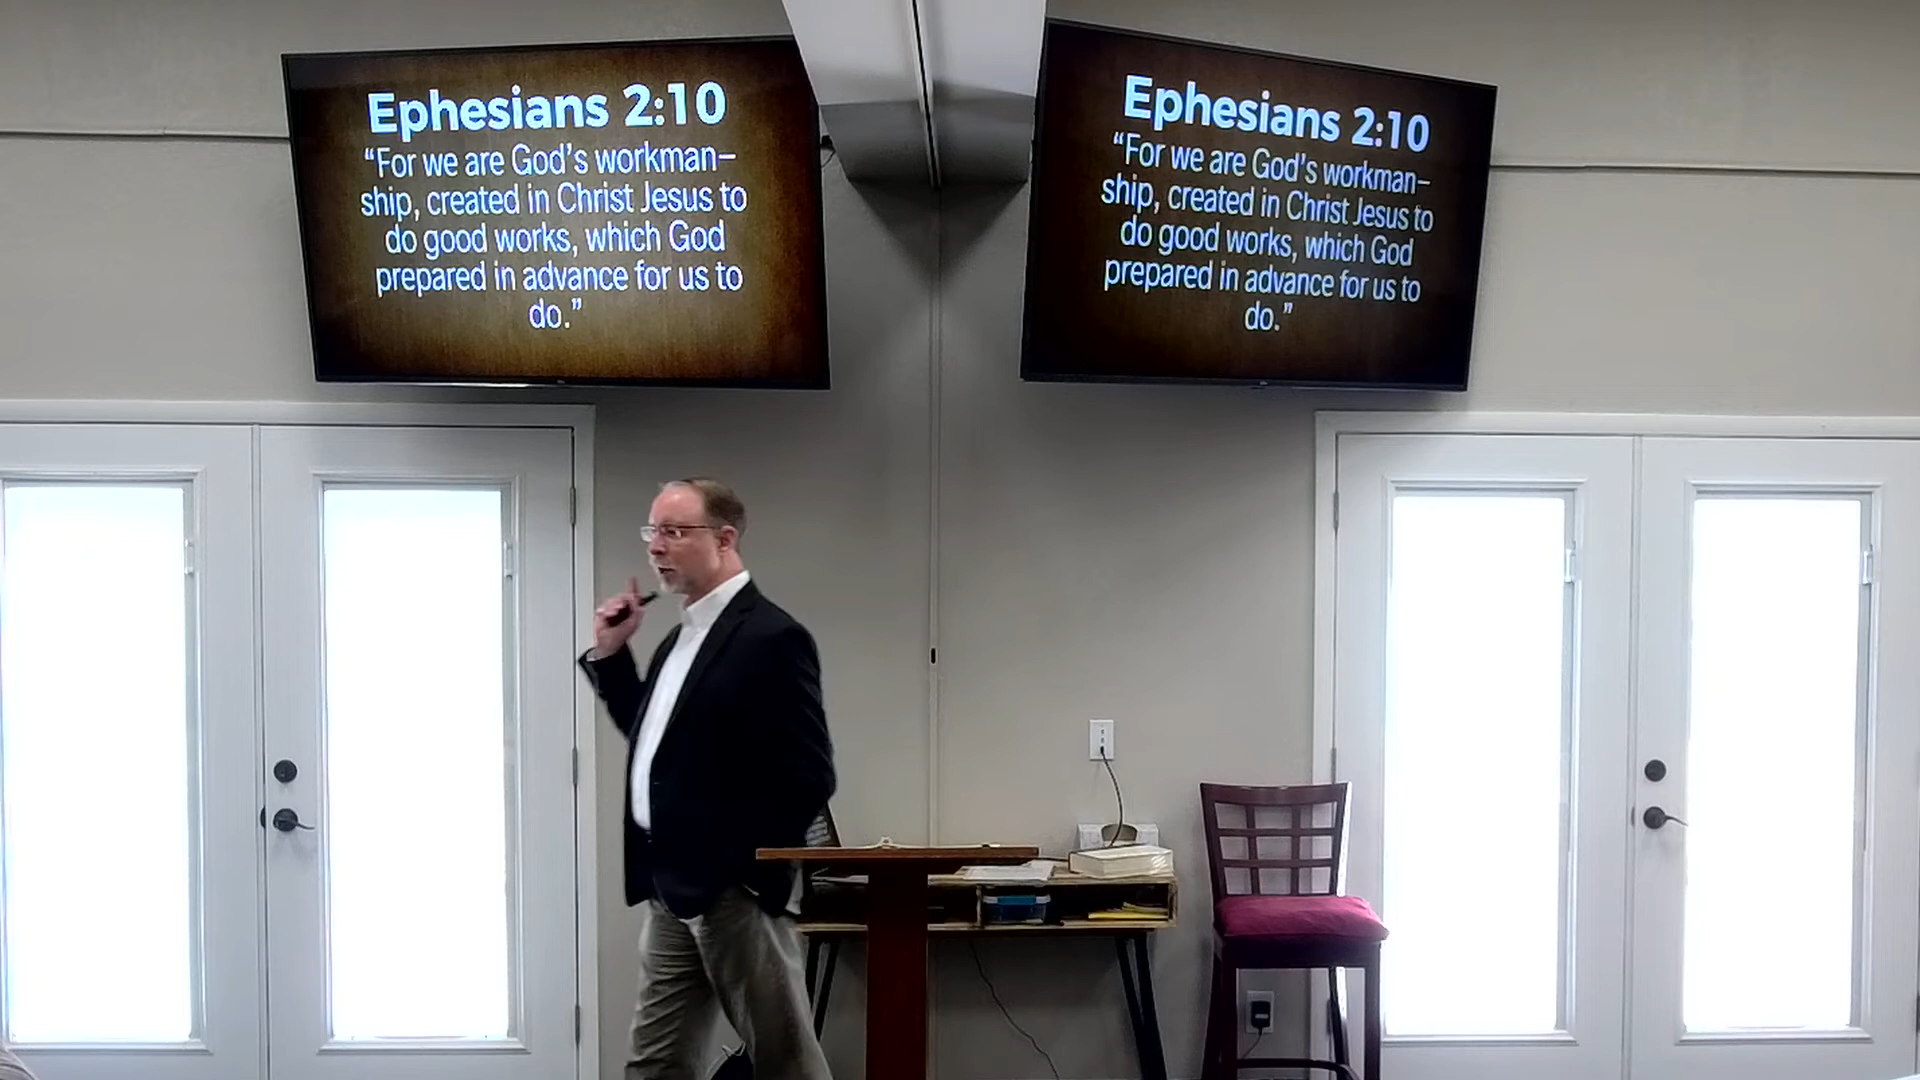 Ephesians 2:10
“For we are God's workman–
ship, created in Christ Jesus to
do good works, which God
prepared in advance for us to
do.”
Ephesians 2:10
“For we are God's workman–
ship, created in Christ Jesus to
do good works, which God
prepared in advance for us to
do.”